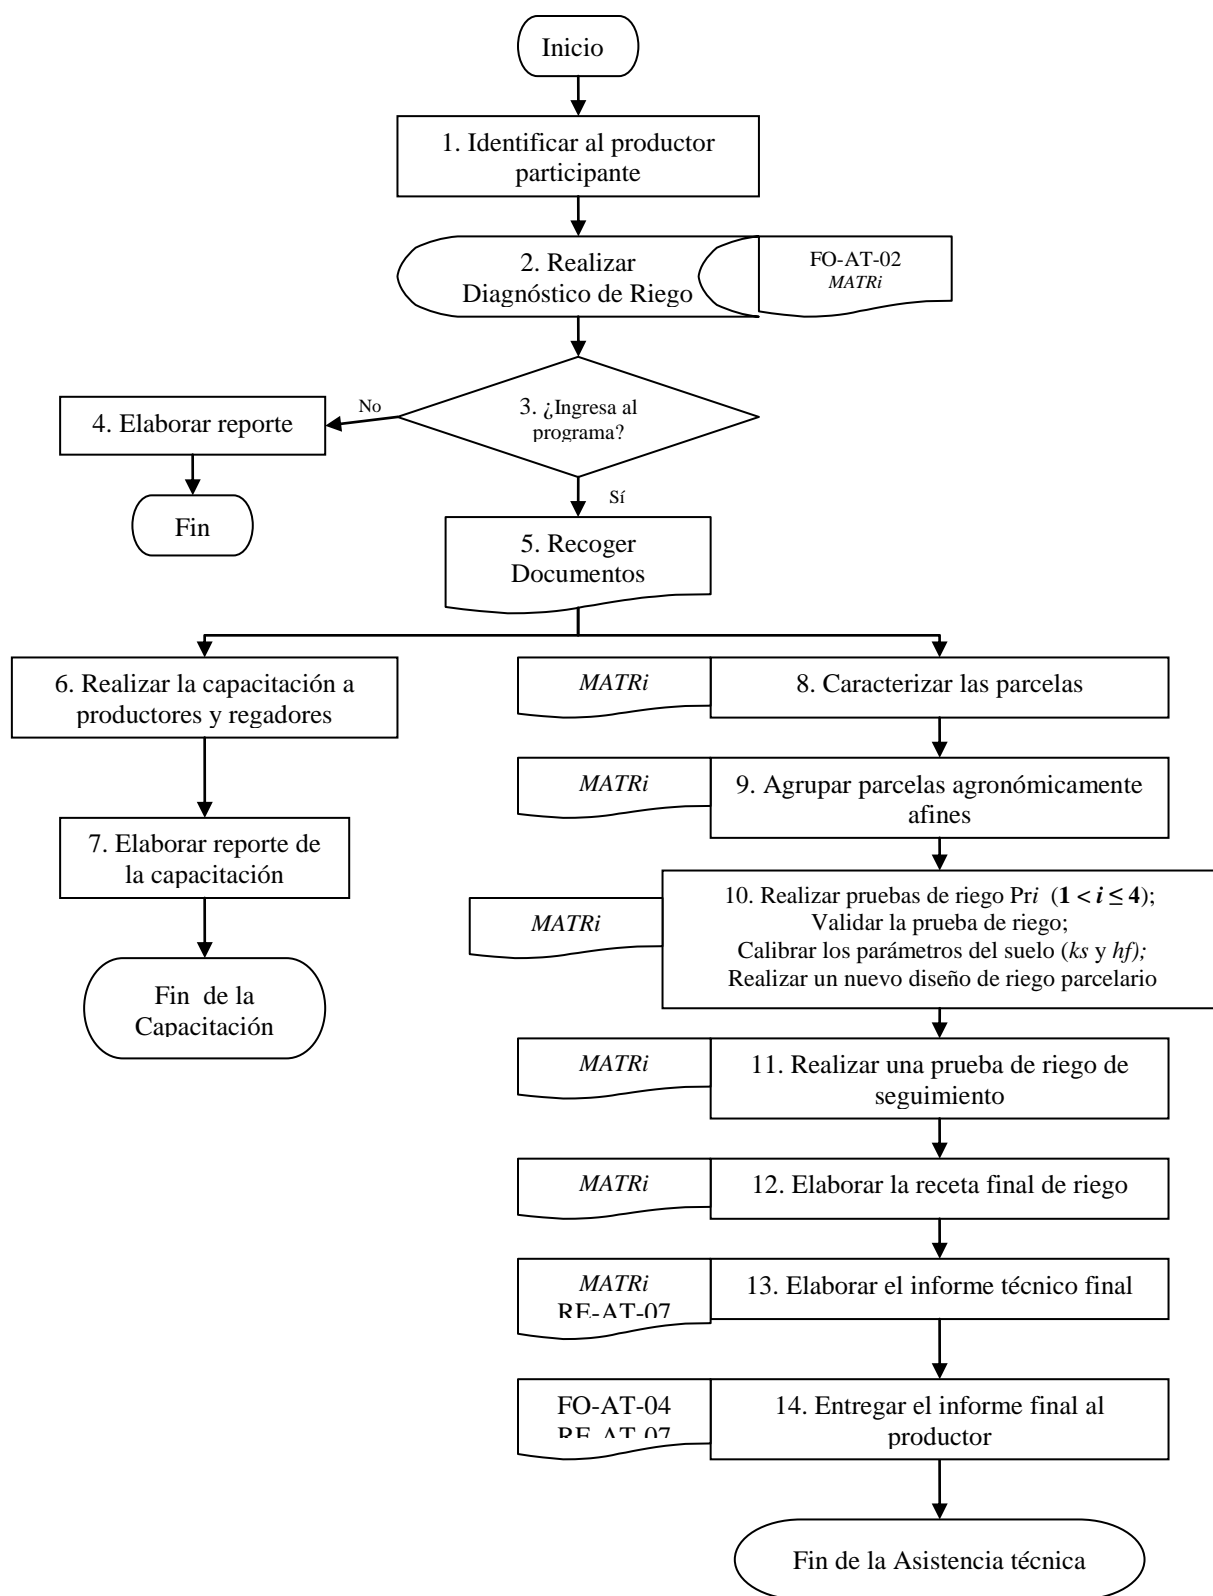 Inicio
1. Identificar al productor
participante
2. Realizar
Diagnóstico de Riego
FO-AT-02
MATRi
3. ¿Ingresa al
programa?
No
4. Elaborar reporte
Fin
Sí
5. Recoger
Documentos
6. Realizar la capacitación a
productores y regadores
7. Elaborar reporte de
la capacitación
Fin de la
Capacitación
MATRi
8. Caracterizar las parcelas
MATRi
9. Agrupar parcelas agronómicamente
afines
MATRi
10. Realizar pruebas de riego Pri (1 < i ≤ 4);
Validar la prueba de riego;
Calibrar los parámetros del suelo (ks y hf);
Realizar un nuevo diseño de riego parcelario
MATRi
11. Realizar una prueba de riego de
seguimiento
MATRi
12. Elaborar la receta final de riego
MATRi
RE-AT-07
13. Elaborar el informe técnico final
FO-AT-04
RE-AT-07
14. Entregar el informe final al
productor
Fin de la Asistencia técnica